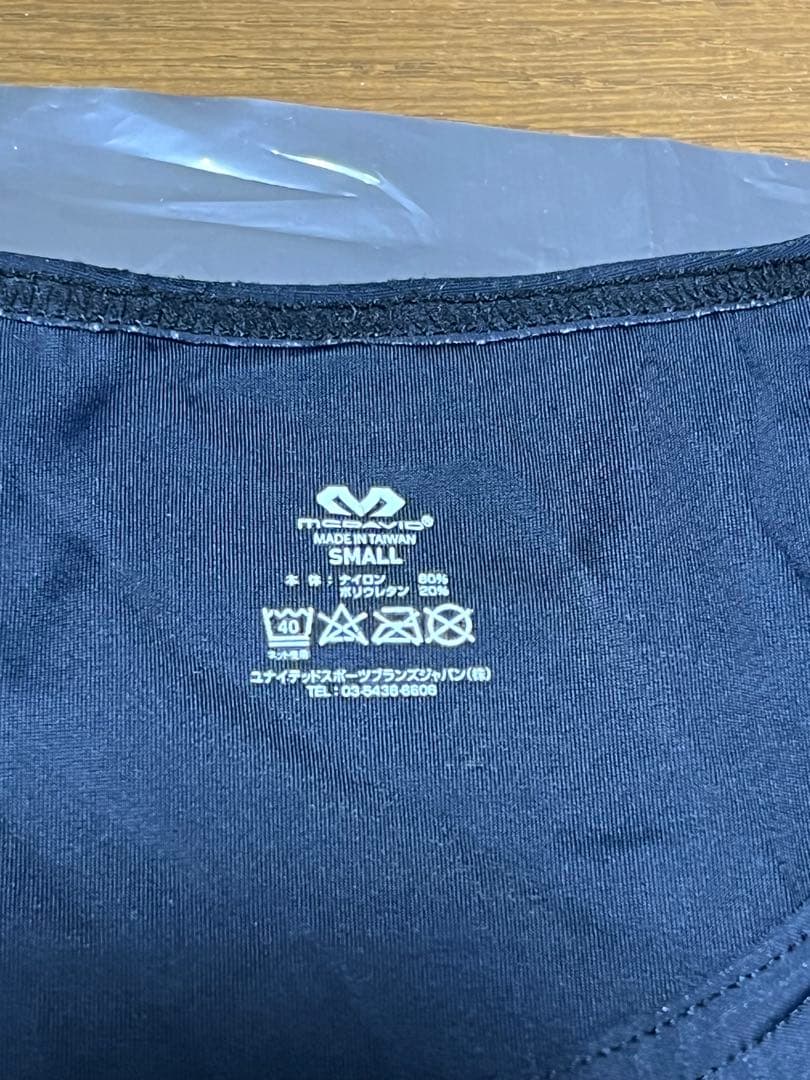 McDAVID®
MADE IN TAIWAN
SMALL
本体:ナイロン 80%
ポリウレタン 20%
40
ネット使用
ユナイテッドスポーツブランズジャパン(株)
TEL:03-5438-6606